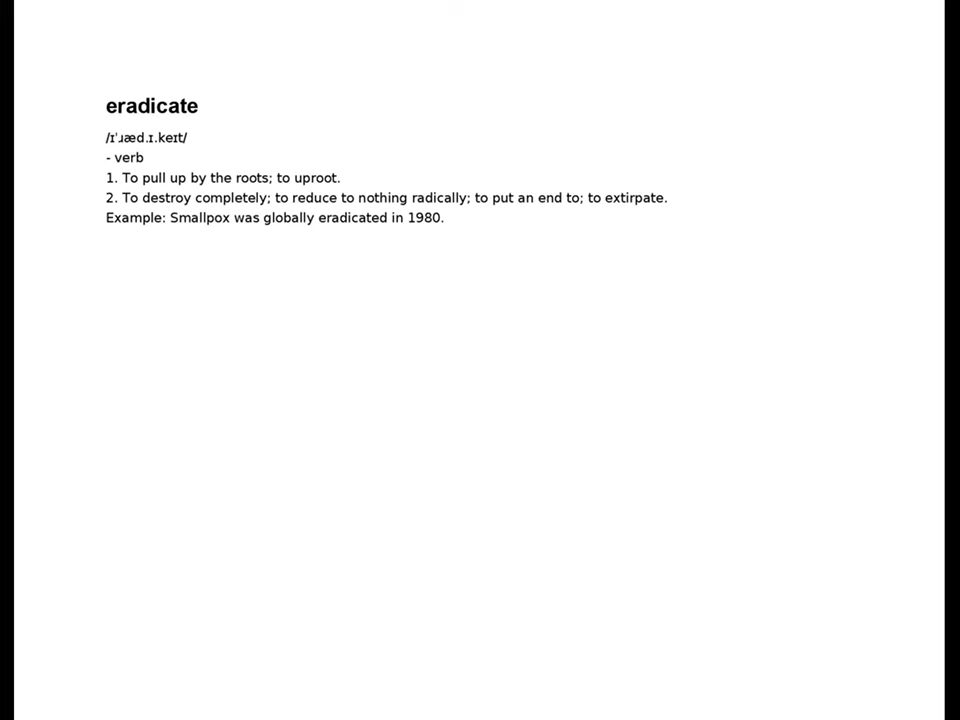 eradicate
/ɪˈɹæd.ɪ.keɪt/
- verb
1. To pull up by the roots; to uproot.
2. To destroy completely; to reduce to nothing radically; to put an end to; to extirpate.
Example: Smallpox was globally eradicated in 1980.